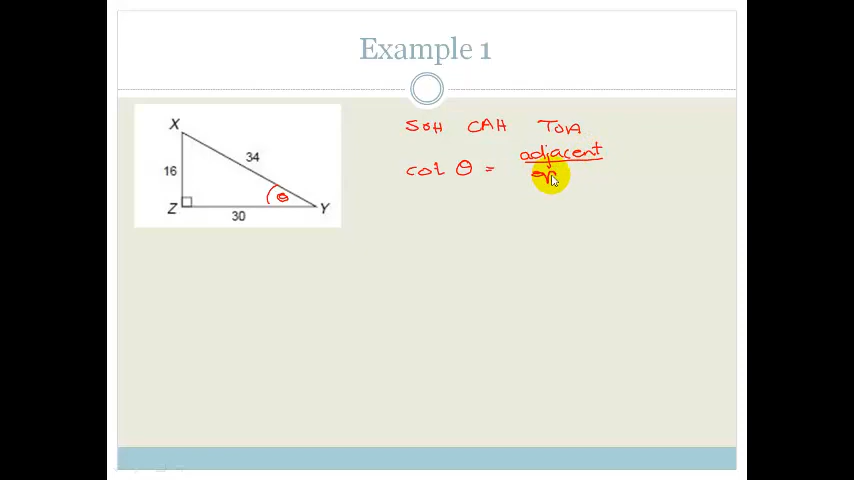 Example 1
X
34
16
θ
Z
Y
30
SOH CAH TOA
adjacent
cot θ =